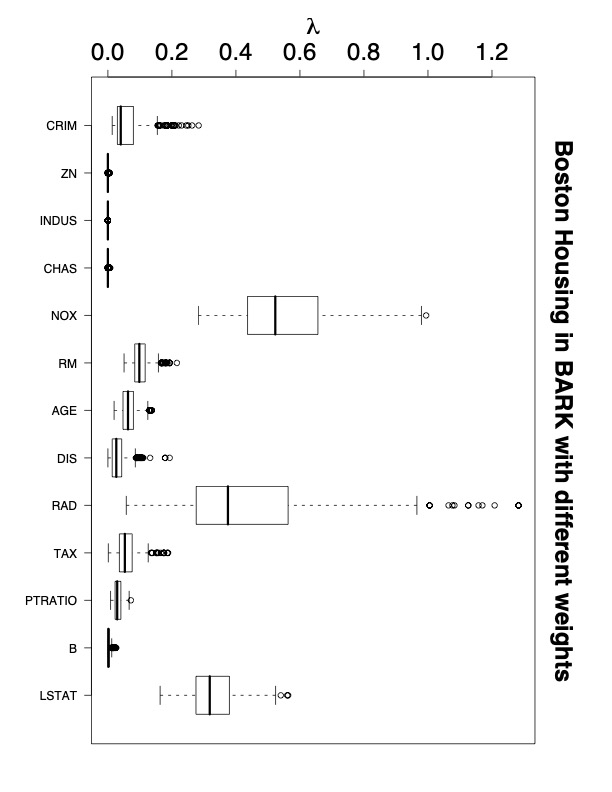 λ
0.0 0.2 0.4 0.6 0.8 1.0 1.2
CRIM
ZN
INDUS
CHAS
NOX
RM
AGE
DIS
RAD
TAX
PTRATIO
B
LSTAT
Boston Housing in BARK with different weights